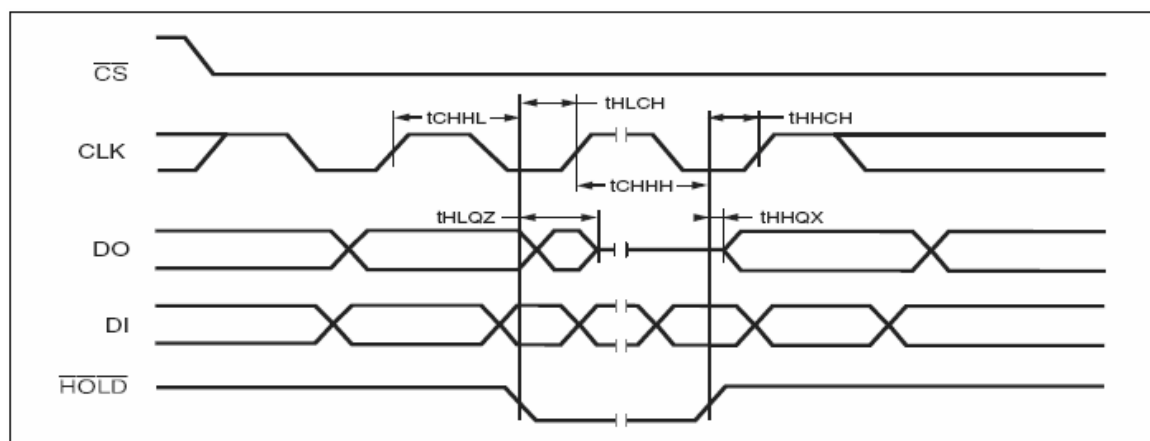 CS
tHLCH
tCHHL
tHHCH
CLK
tCHHH
tHLQZ
tHHQX
DO
DI
HOLD